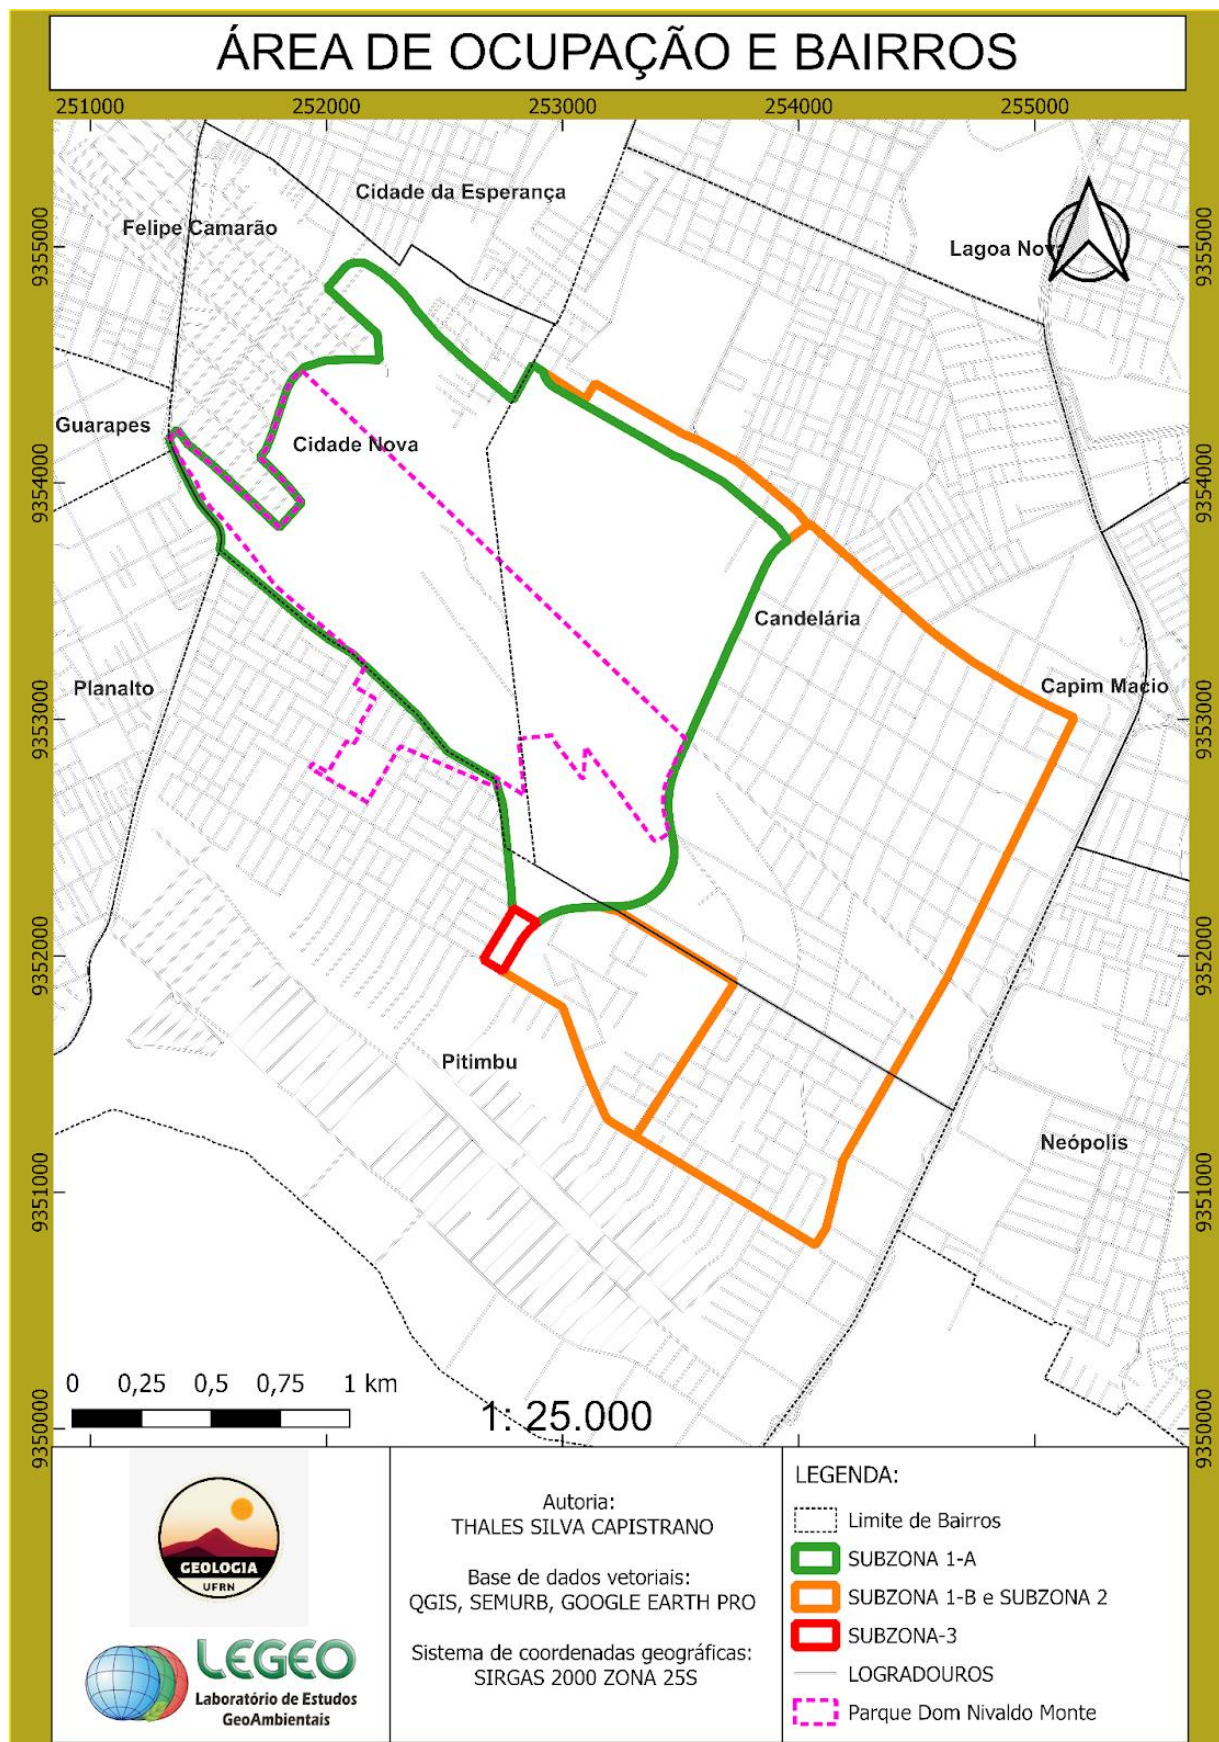 ÁREA DE OCUPAÇÃO E BAIRROS
251000 252000 253000 254000 255000
Cidade da Esperança
Felipe Camarão
Lagoa Nova
9355000
9355000
Guarapes
Cidade Nova
9354000
9354000
Candelária
Planalto
Capim Macio
9353000
9353000
9352000
9352000
Pitimbu
Neópolis
9351000
9351000
0 0,25 0,5 0,75 1 km
1: 25.000
9350000
9350000
GEOLOGIA
UFRN
LEGEO
Laboratório de Estudos
GeoAmbientais
Autoria:
THALES SILVA CAPISTRANO
Base de dados vetoriais:
QGIS, SEMURB, GOOGLE EARTH PRO
Sistema de coordenadas geográficas:
SIRGAS 2000 ZONA 25S
LEGENDA:
Limite de Bairros
SUBZONA 1-A
SUBZONA 1-B e SUBZONA 2
SUBZONA-3
LOGRADOUROS
Parque Dom Nivaldo Monte